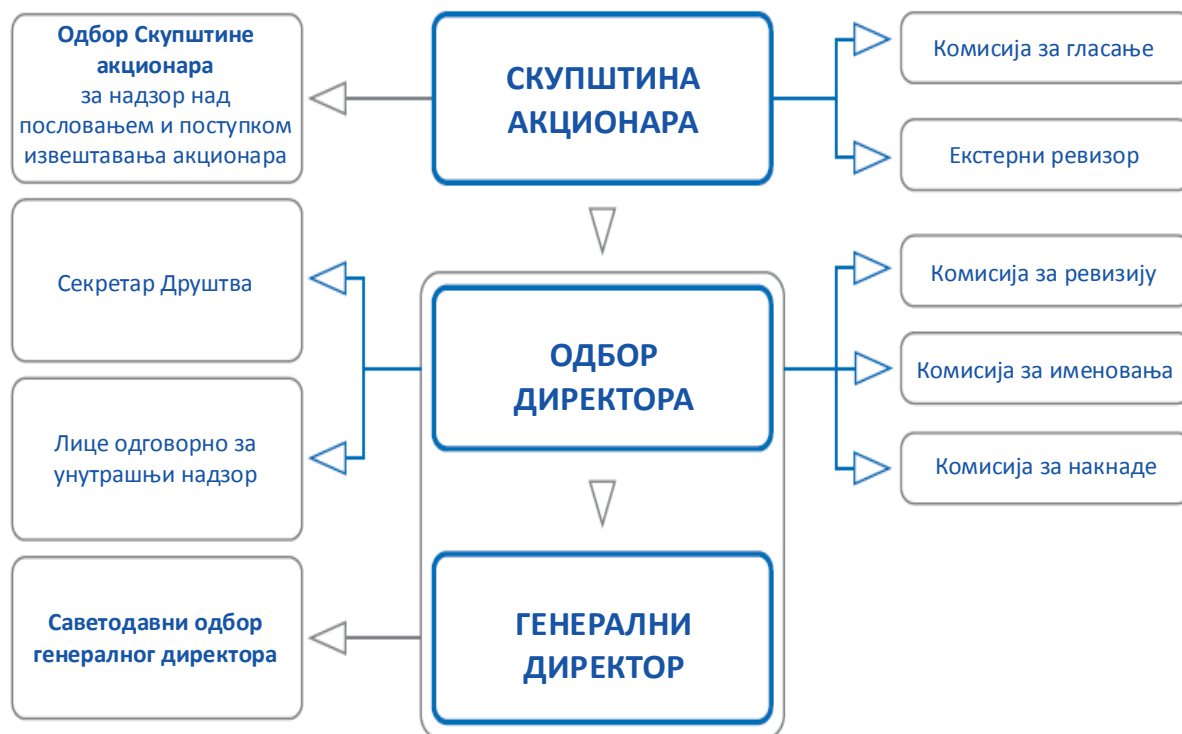 Одбор Скупштине
акционара
за надзор над
пословањем и поступком
извештавања акционара
СКУПШТИНА
АКЦИОНАРА
Комисија за гласање
Екстерни ревизор
Секретар Друштва
Лице одговорно за
унутрашњи надзор
ОДБОР
ДИРЕКТОРА
Комисија за ревизију
Комисија за именовања
Комисија за накнаде
Саветодавни одбор
генералног директора
ГЕНЕРАЛНИ
ДИРЕКТОР